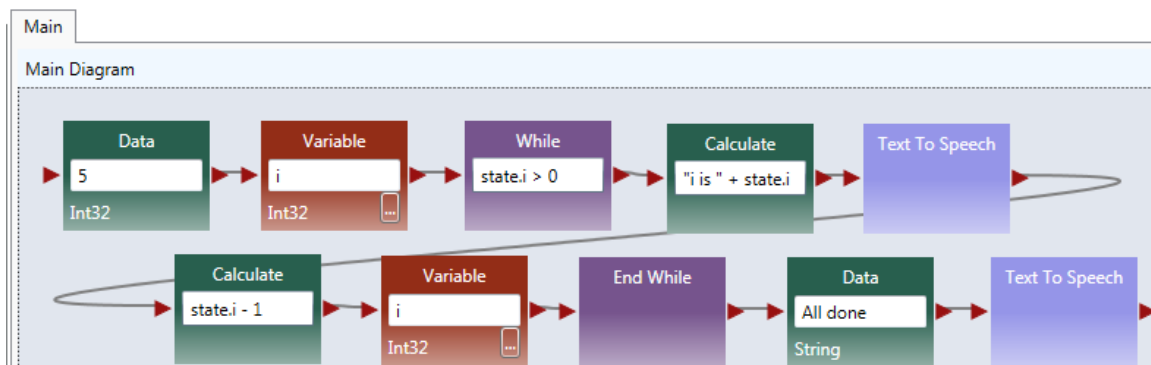 Main
Main Diagram
Data
5
Int32
Variable
i
...
Int32
While
state.i > 0
Calculate
"i is " + state.i
Text To Speech
Calculate
state.i - 1
Variable
i
...
Int32
End While
Data
All done
String
Text To Speech